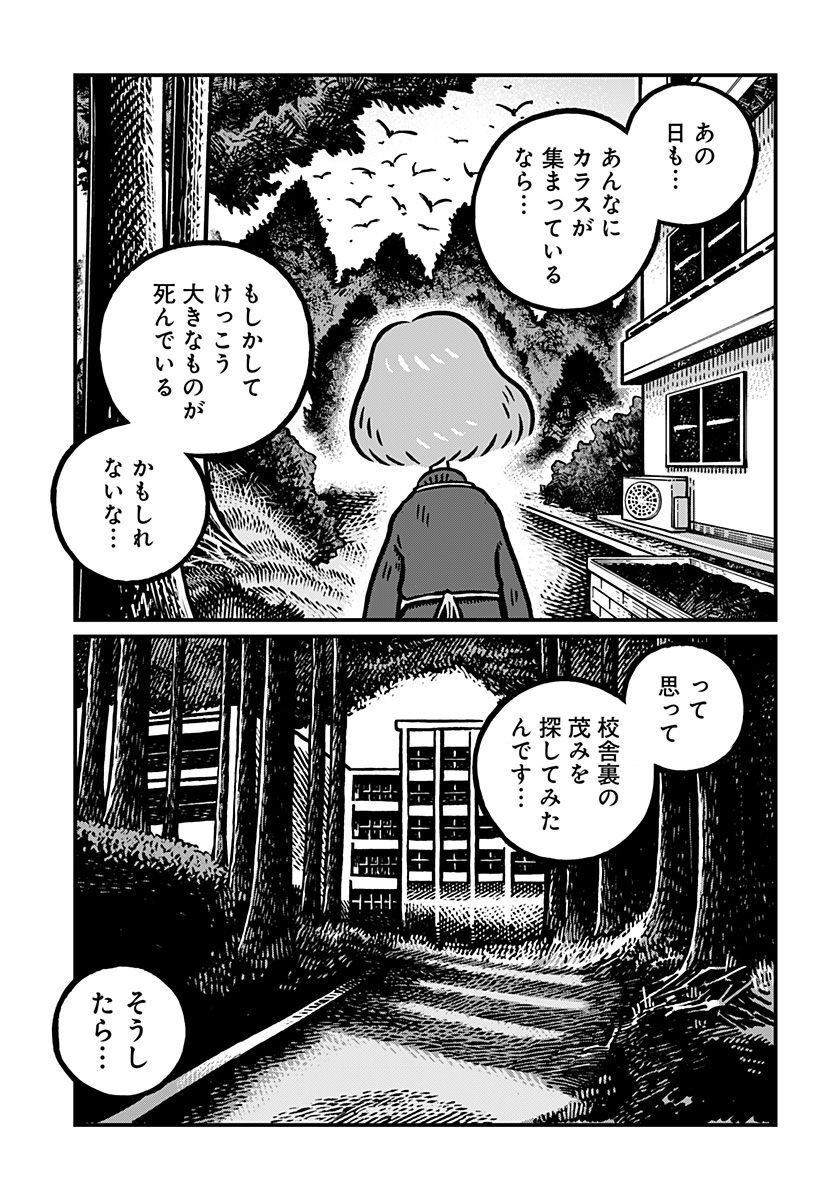 あの
日も…
あんなに
カラスが
集まっている
なら…
もしかして
けっこう
大きなものが
死んでいる
かもしれ
ないな…
って
思って
校舎裏の
茂みを
探してみた
んです…
そうし
たら…